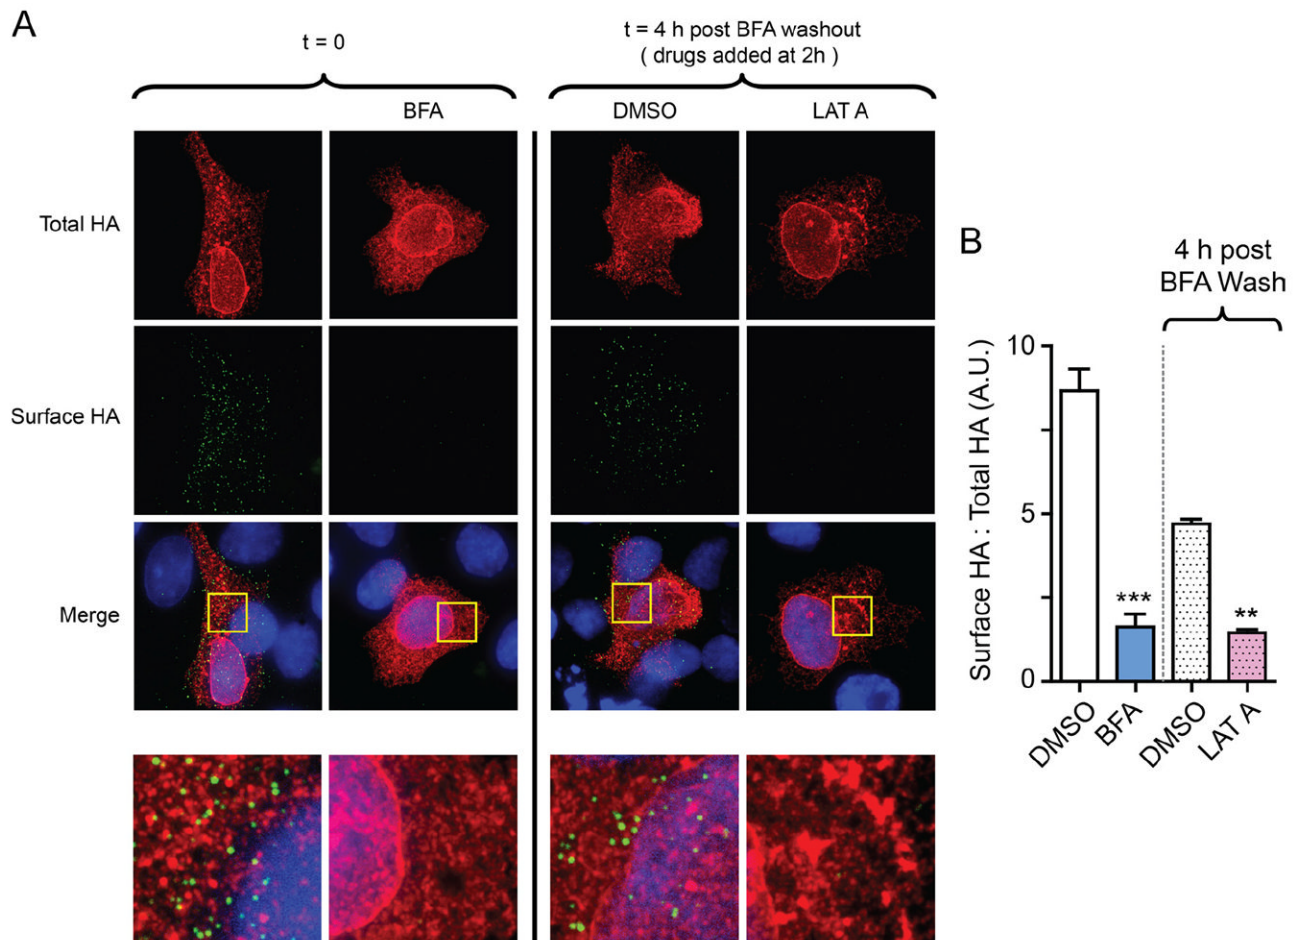 A
t = 0
t = 4 h post BFA washout
( drugs added at 2h )
BFA
DMSO
LAT A
Total HA
Surface HA
Merge
B
4 h post
BFA Wash
Surface HA : Total HA (A.U.)
10
5
0
***
**
DMSO
BFA
DMSO
LAT A